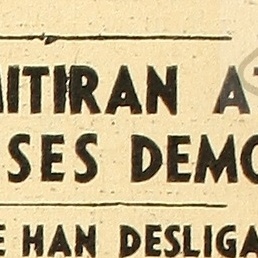 MITIRAN A
SES DEMO
E HAN DESLIGA